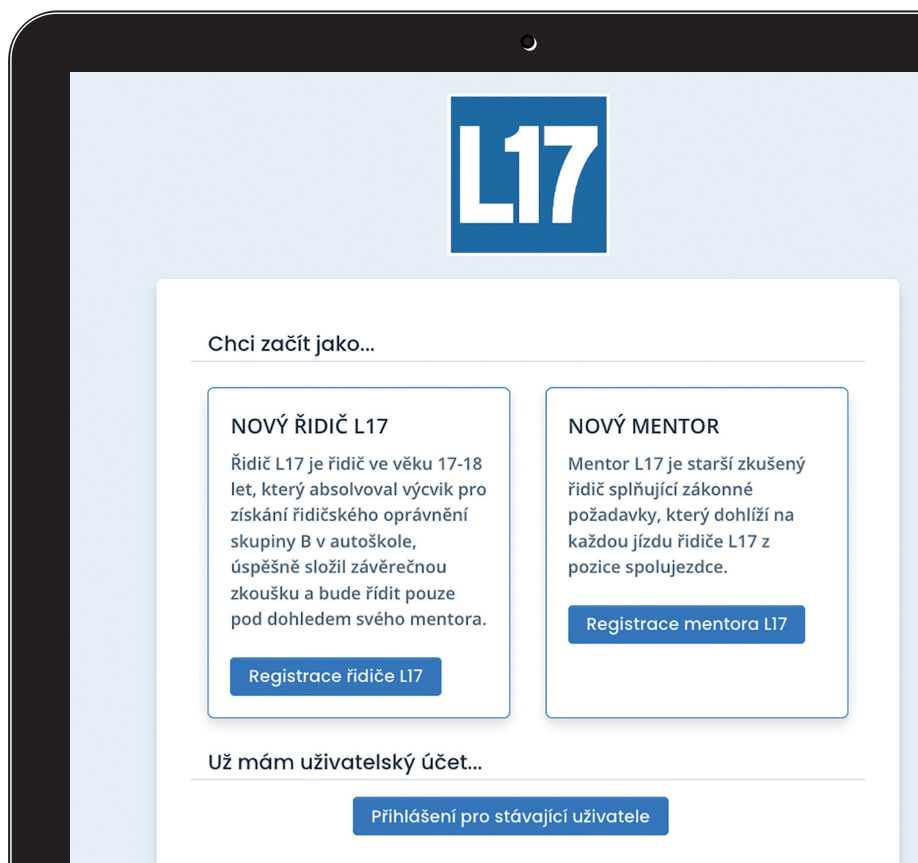 L17
Chci začít jako...
NOVÝ ŘIDIČ L17
Řidič L17 je řidič ve věku 17-18
let, který absolvoval výcvik pro
získání řidičského oprávnění
skupiny B v autoškole,
úspěšně složil závěrečnou
zkoušku a bude řídit pouze
pod dohledem svého mentora.
Registrace řidiče L17
NOVÝ MENTOR
Mentor L17 je starší zkušený
řidič splňující zákonné
požadavky, který dohlíží na
každou jízdu řidiče L17 z
pozice spolujezdce.
Registrace mentora L17
Už mám uživatelský účet...
Přihlášení pro stávající uživatele